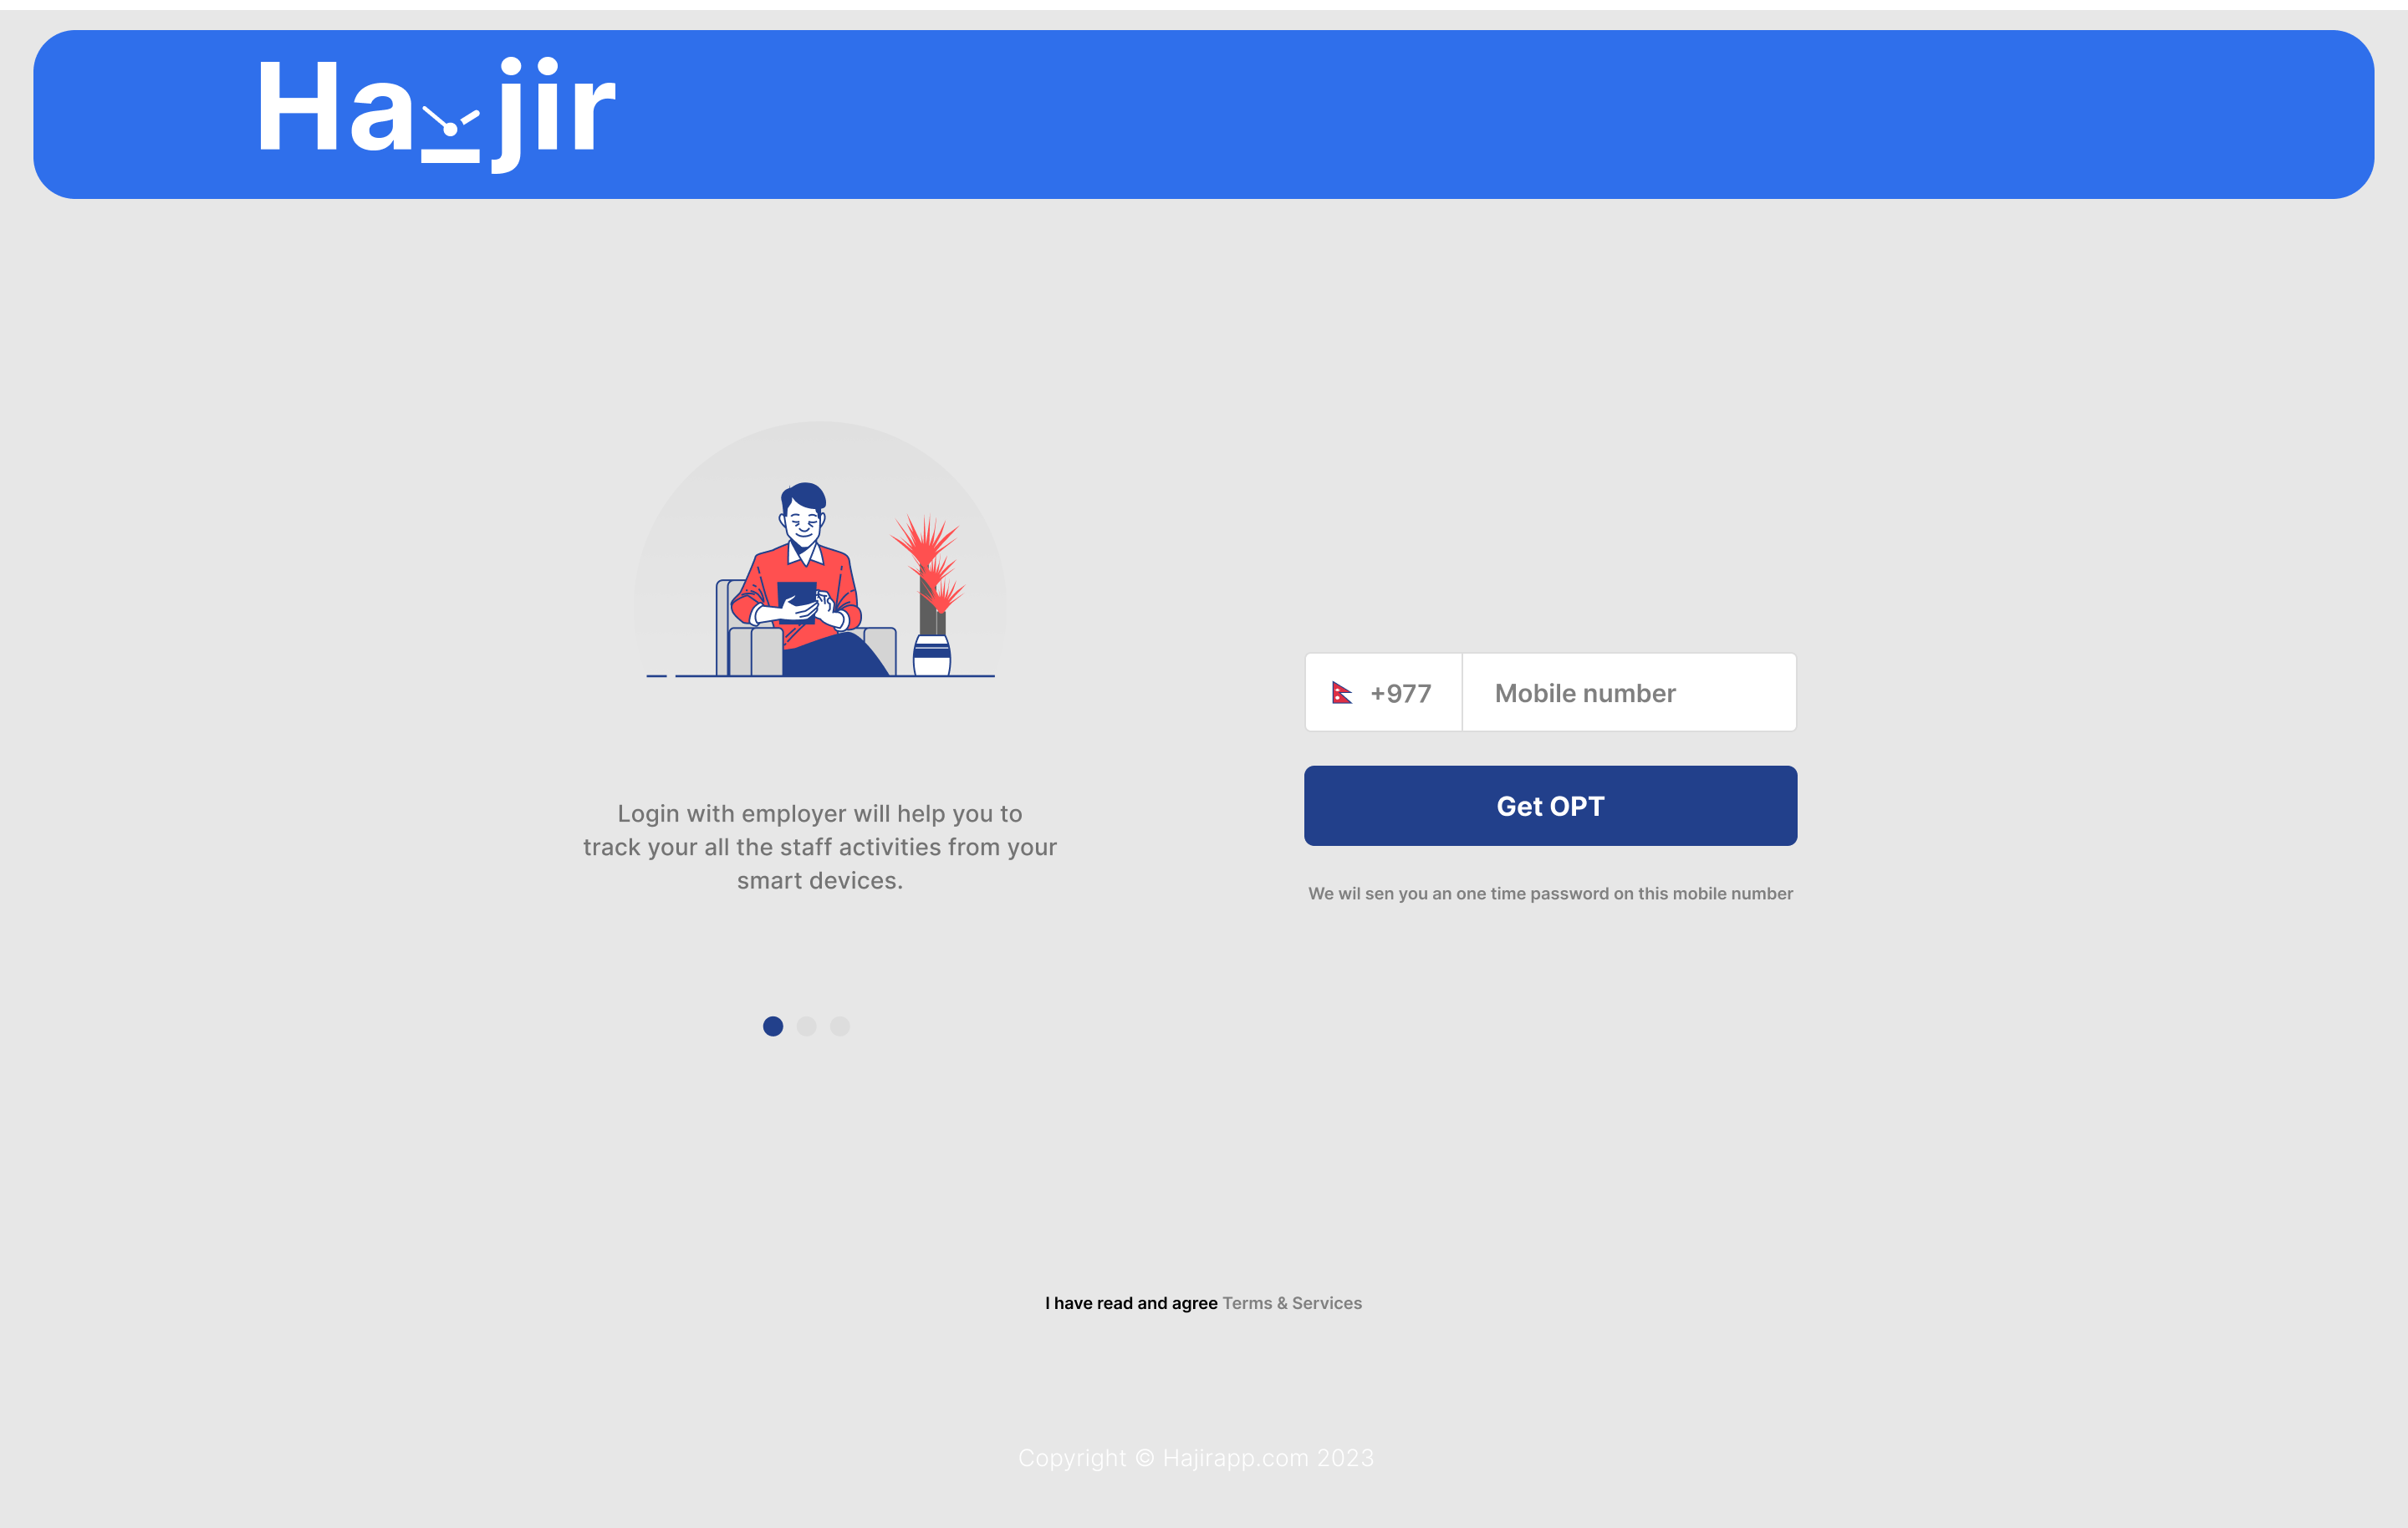 Hajir
+977 Mobile number
Get OPT
We wil sen you an one time password on this mobile number
Login with employer will help you to
track your all the staff activities from your
smart devices.
I have read and agree Terms & Services
Copyright © Hajirapp.com 2023